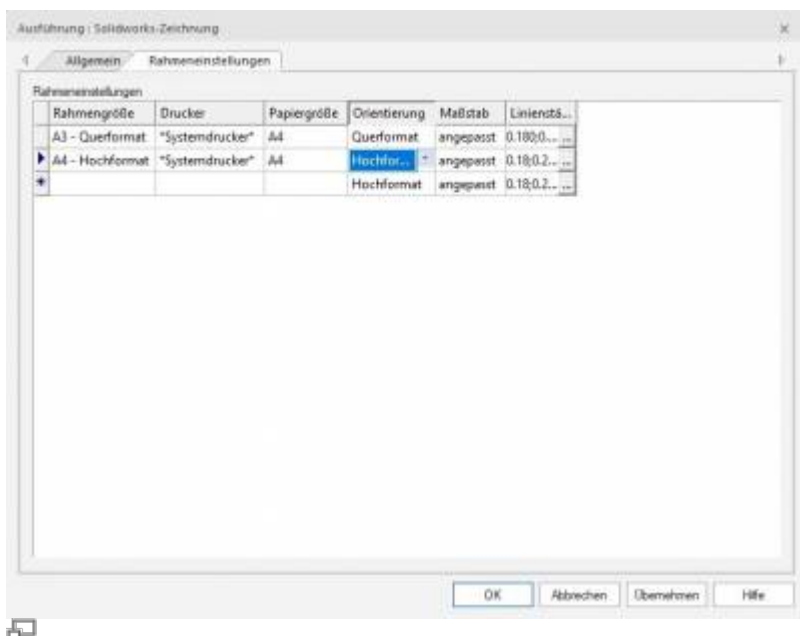 Ausführung : Solidworks-Zeichnung
Allgemein Rahmeneinstellungen
Rahmeneinstellungen
Rahmengröße Drucker Papiergröße Orientierung Maßstab Linienstä...
A3 - Querformat *Systemdrucker* A4 Querformat angepasst 0.180;0... ...
A4 - Hochformat *Systemdrucker* A4 Hochfor... angepasst 0.18;0.2... ...
Hochformat angepasst 0.18;0.2... ...
OK Abbrechen Übernehmen Hilfe